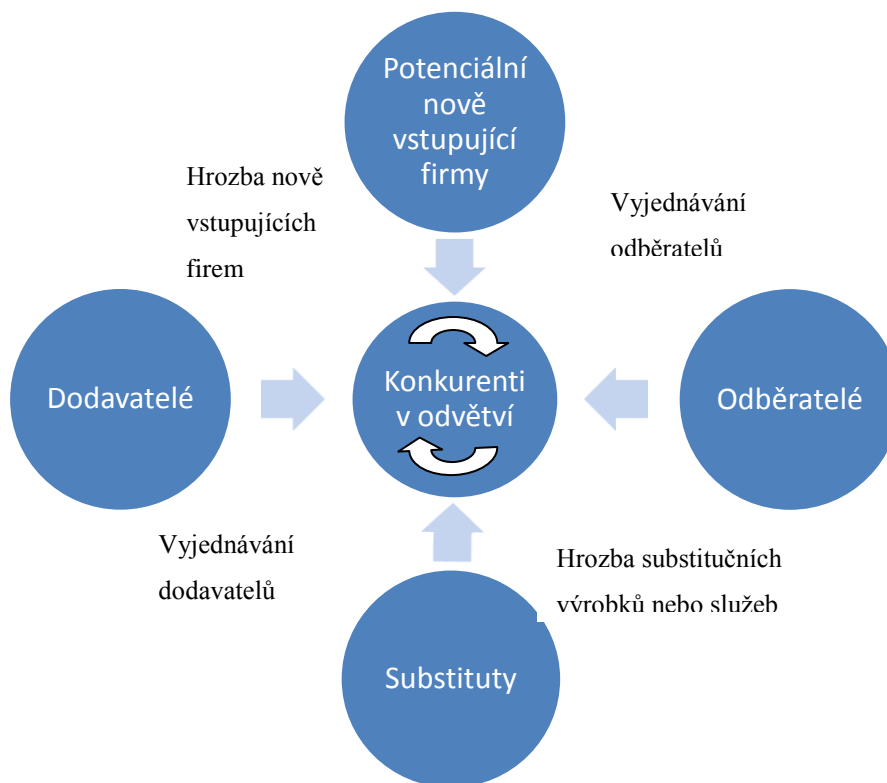 Potenciální
nově
vstupující
firmy
Hrozba nově
vstupujících
firem
Vyjednávání
odběratelů
Dodavatelé
Konkurenti
v odvětví
Odběratelé
Vyjednávání
dodavatelů
Hrozba substitučních
výrobků nebo služeb
Substituty